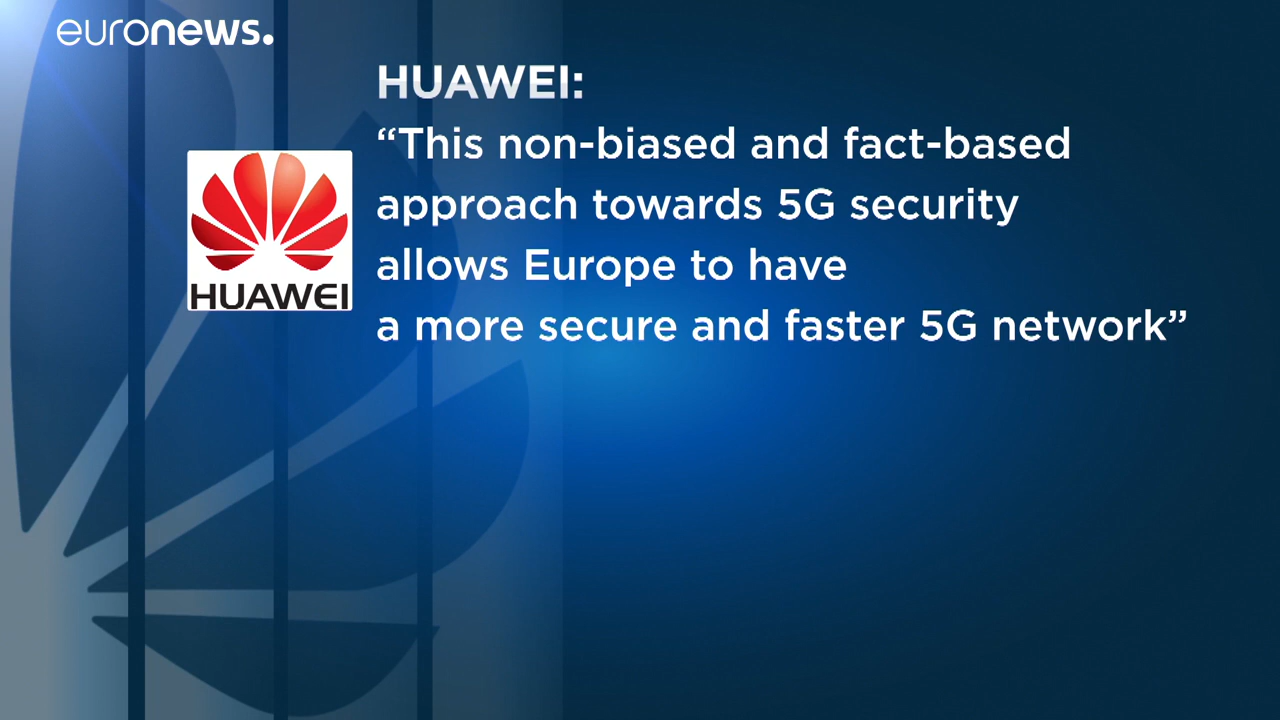 euronews.
HUAWEI:
“This non-biased and fact-based
approach towards 5G security
allows Europe to have
a more secure and faster 5G network”
HUAWEI